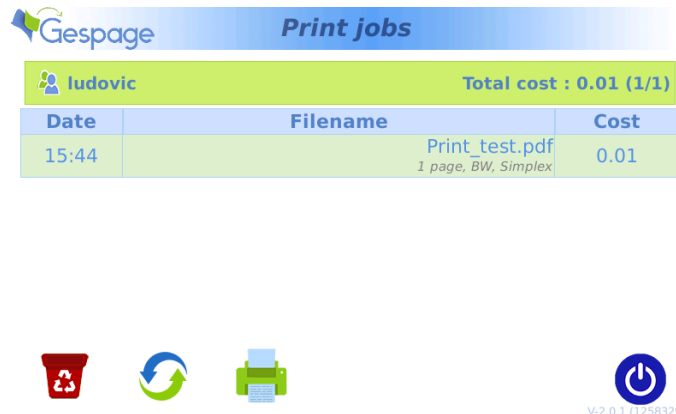 Gespage
Print jobs
ludovic
Total cost : 0.01 (1/1)
Date Filename Cost
15:44 Print_test.pdf 0.01
1 page, BW, Simplex